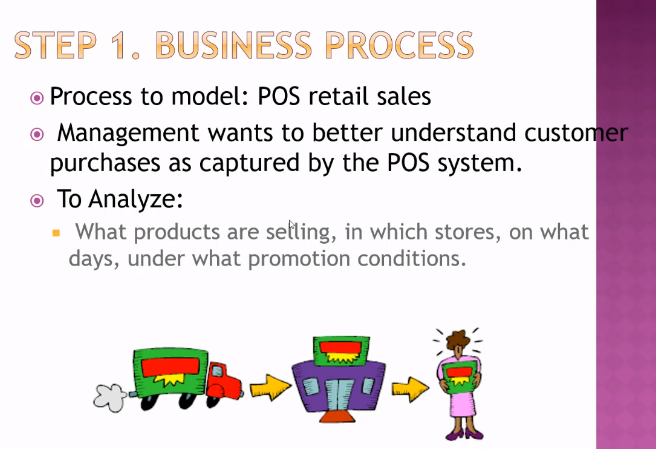 STEP 1. BUSINESS PROCESS
Process to model: POS retail sales
Management wants to better understand customer
purchases as captured by the POS system.
To Analyze:
What products are selling, in which stores, on what
days, under what promotion conditions.